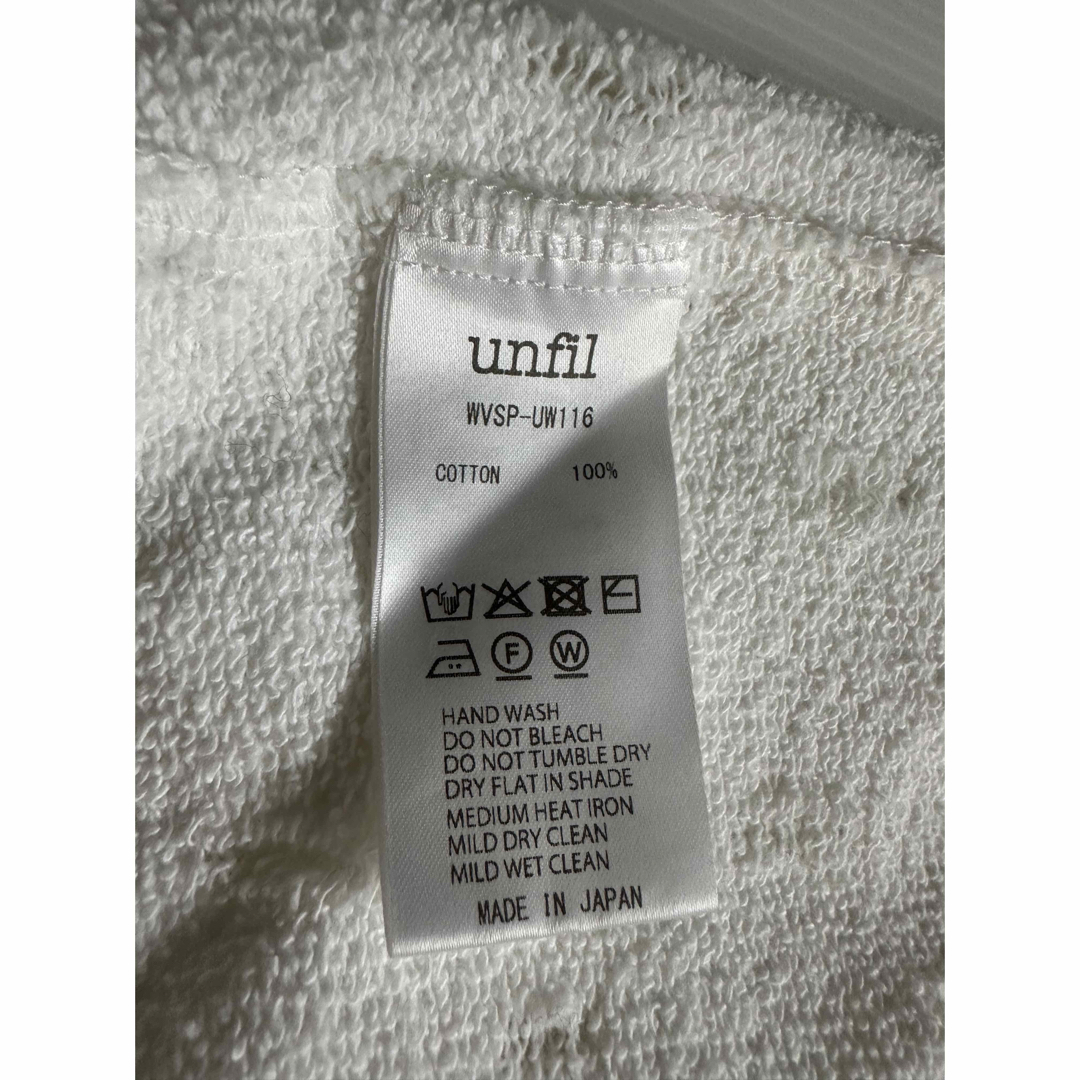 unfil
WVSP-UW116
COTTON 100%
F W
HAND WASH
DO NOT BLEACH
DO NOT TUMBLE DRY
DRY FLAT IN SHADE
MEDIUM HEAT IRON
MILD DRY CLEAN
MILD WET CLEAN
MADE IN JAPAN